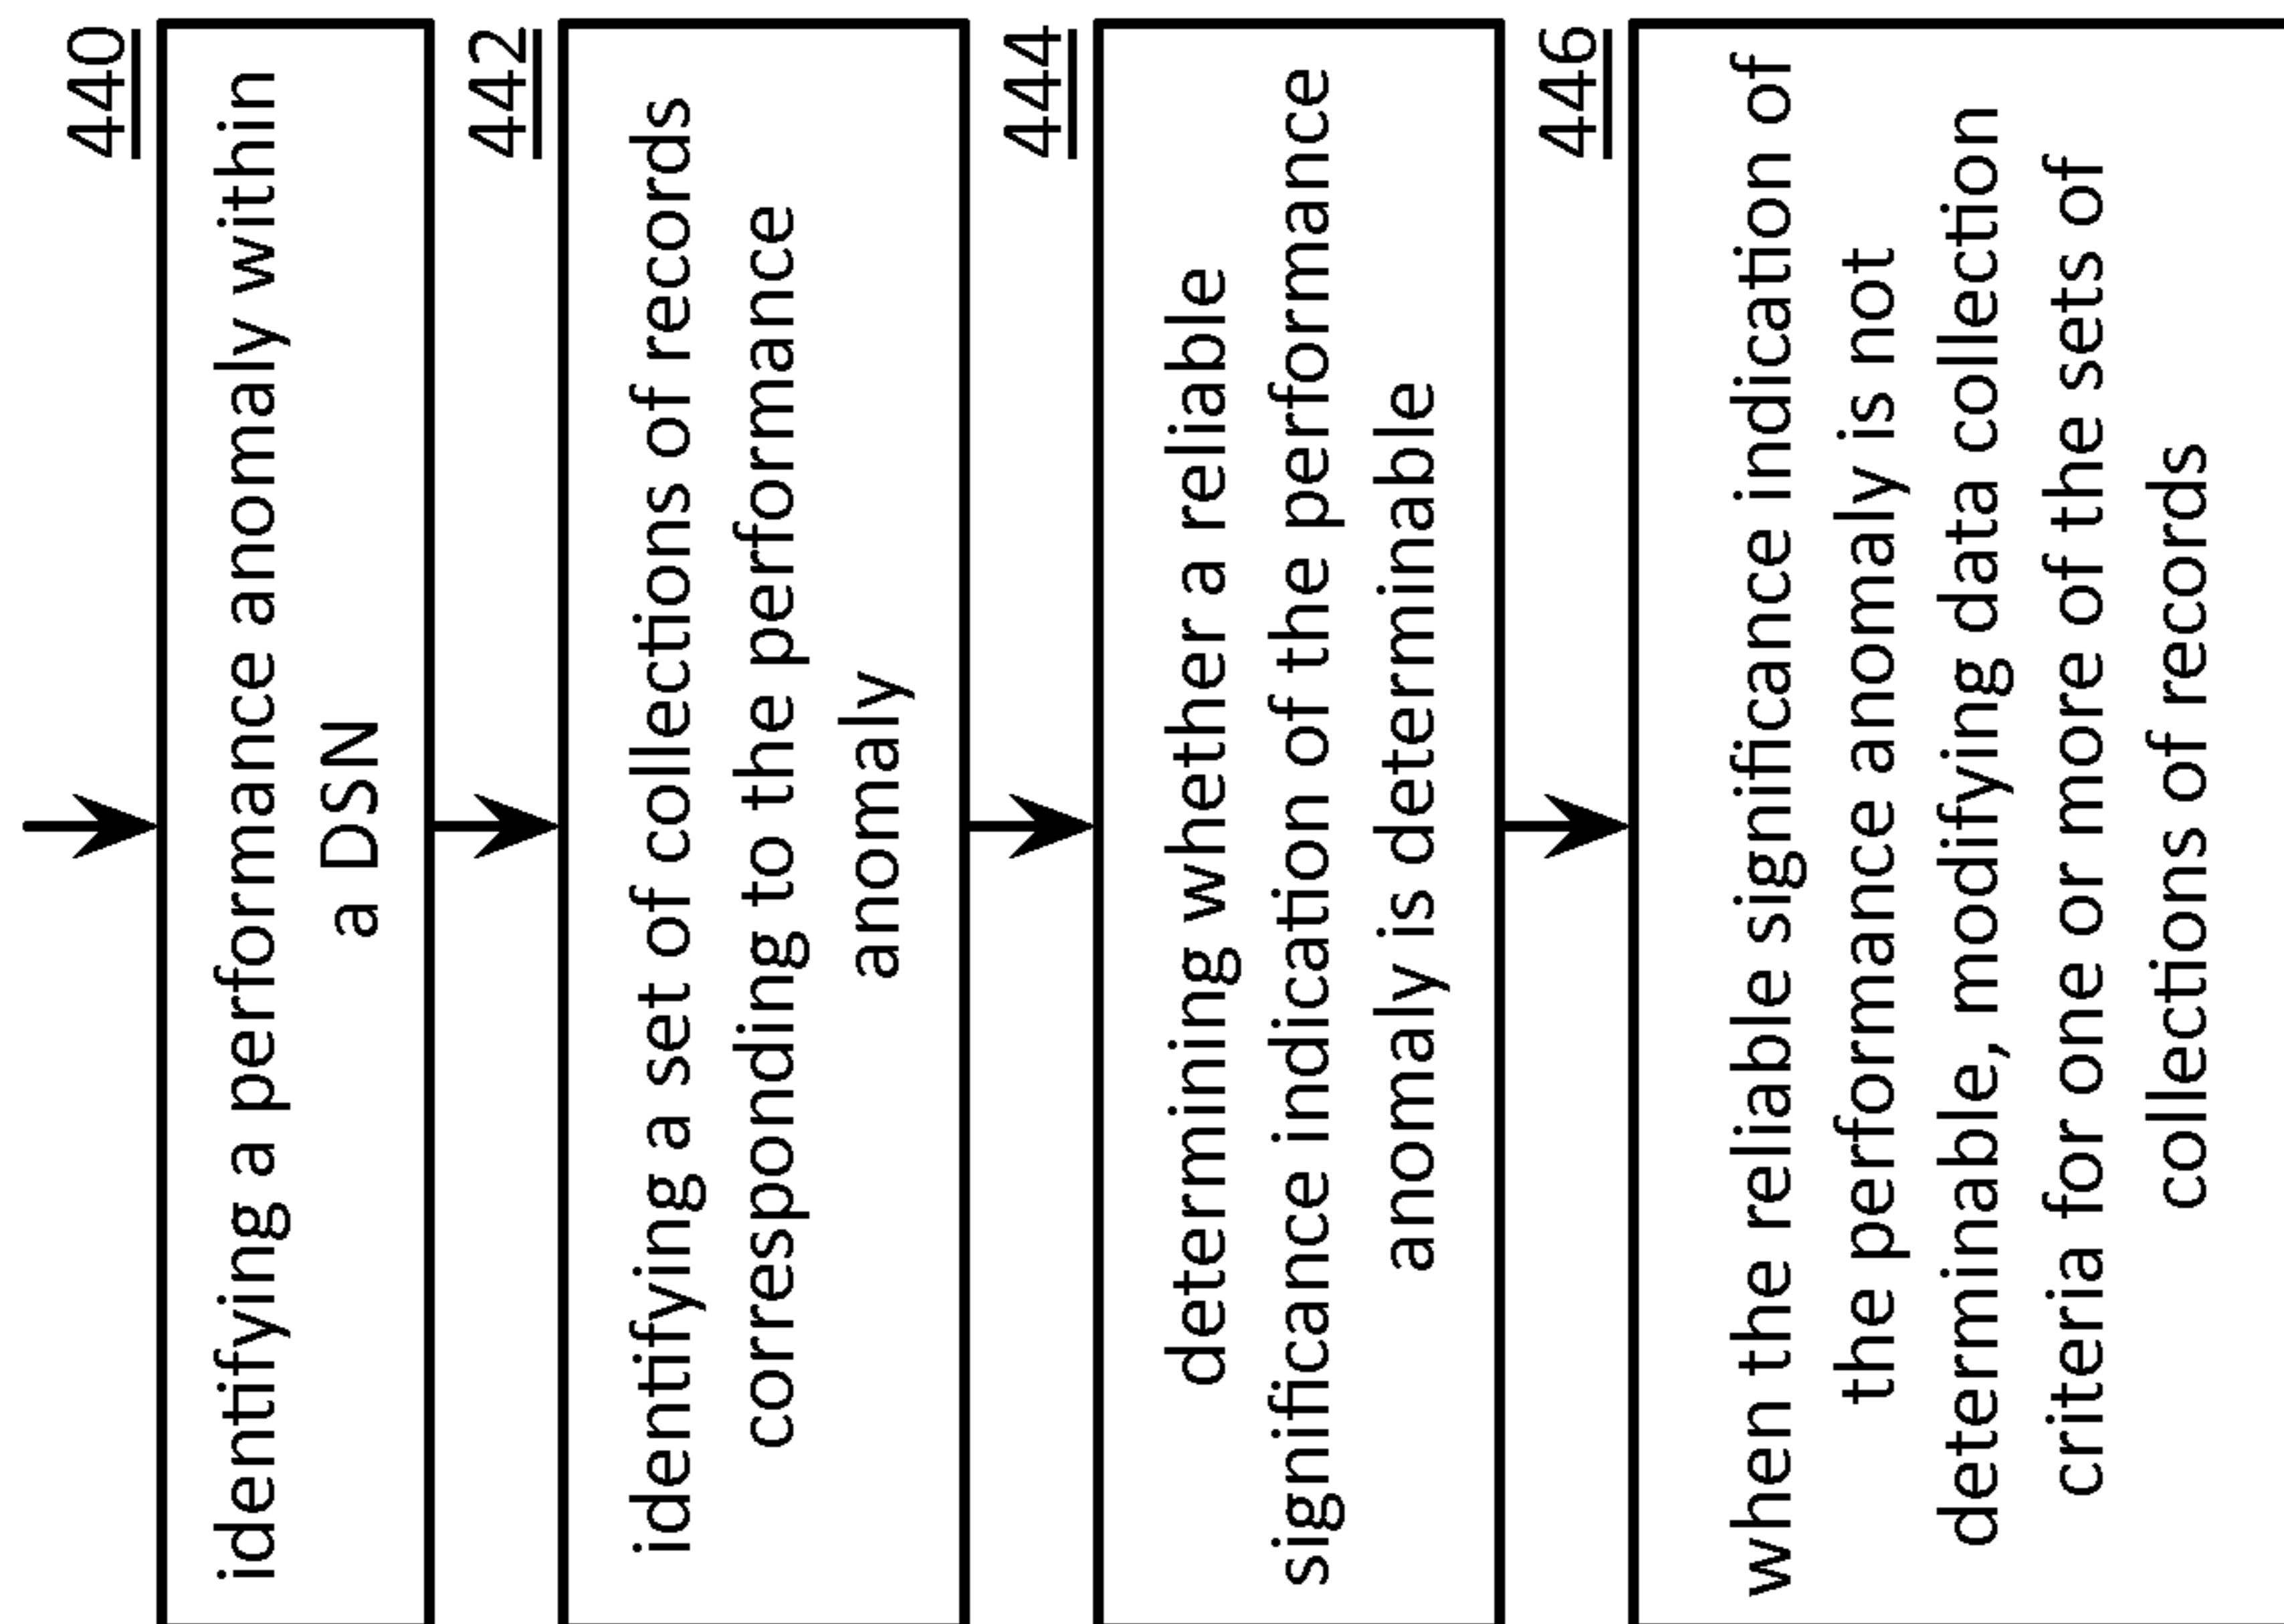 440
identifying a performance anomaly within
a DSN
442
identifying a set of collections of records
corresponding to the performance
anomaly
444
determining whether a reliable
significance indication of the performance
anomaly is determinable
446
when the reliable significance indication of
the performance anomaly is not
determinable, modifying data collection
criteria for one or more of the sets of
collections of records